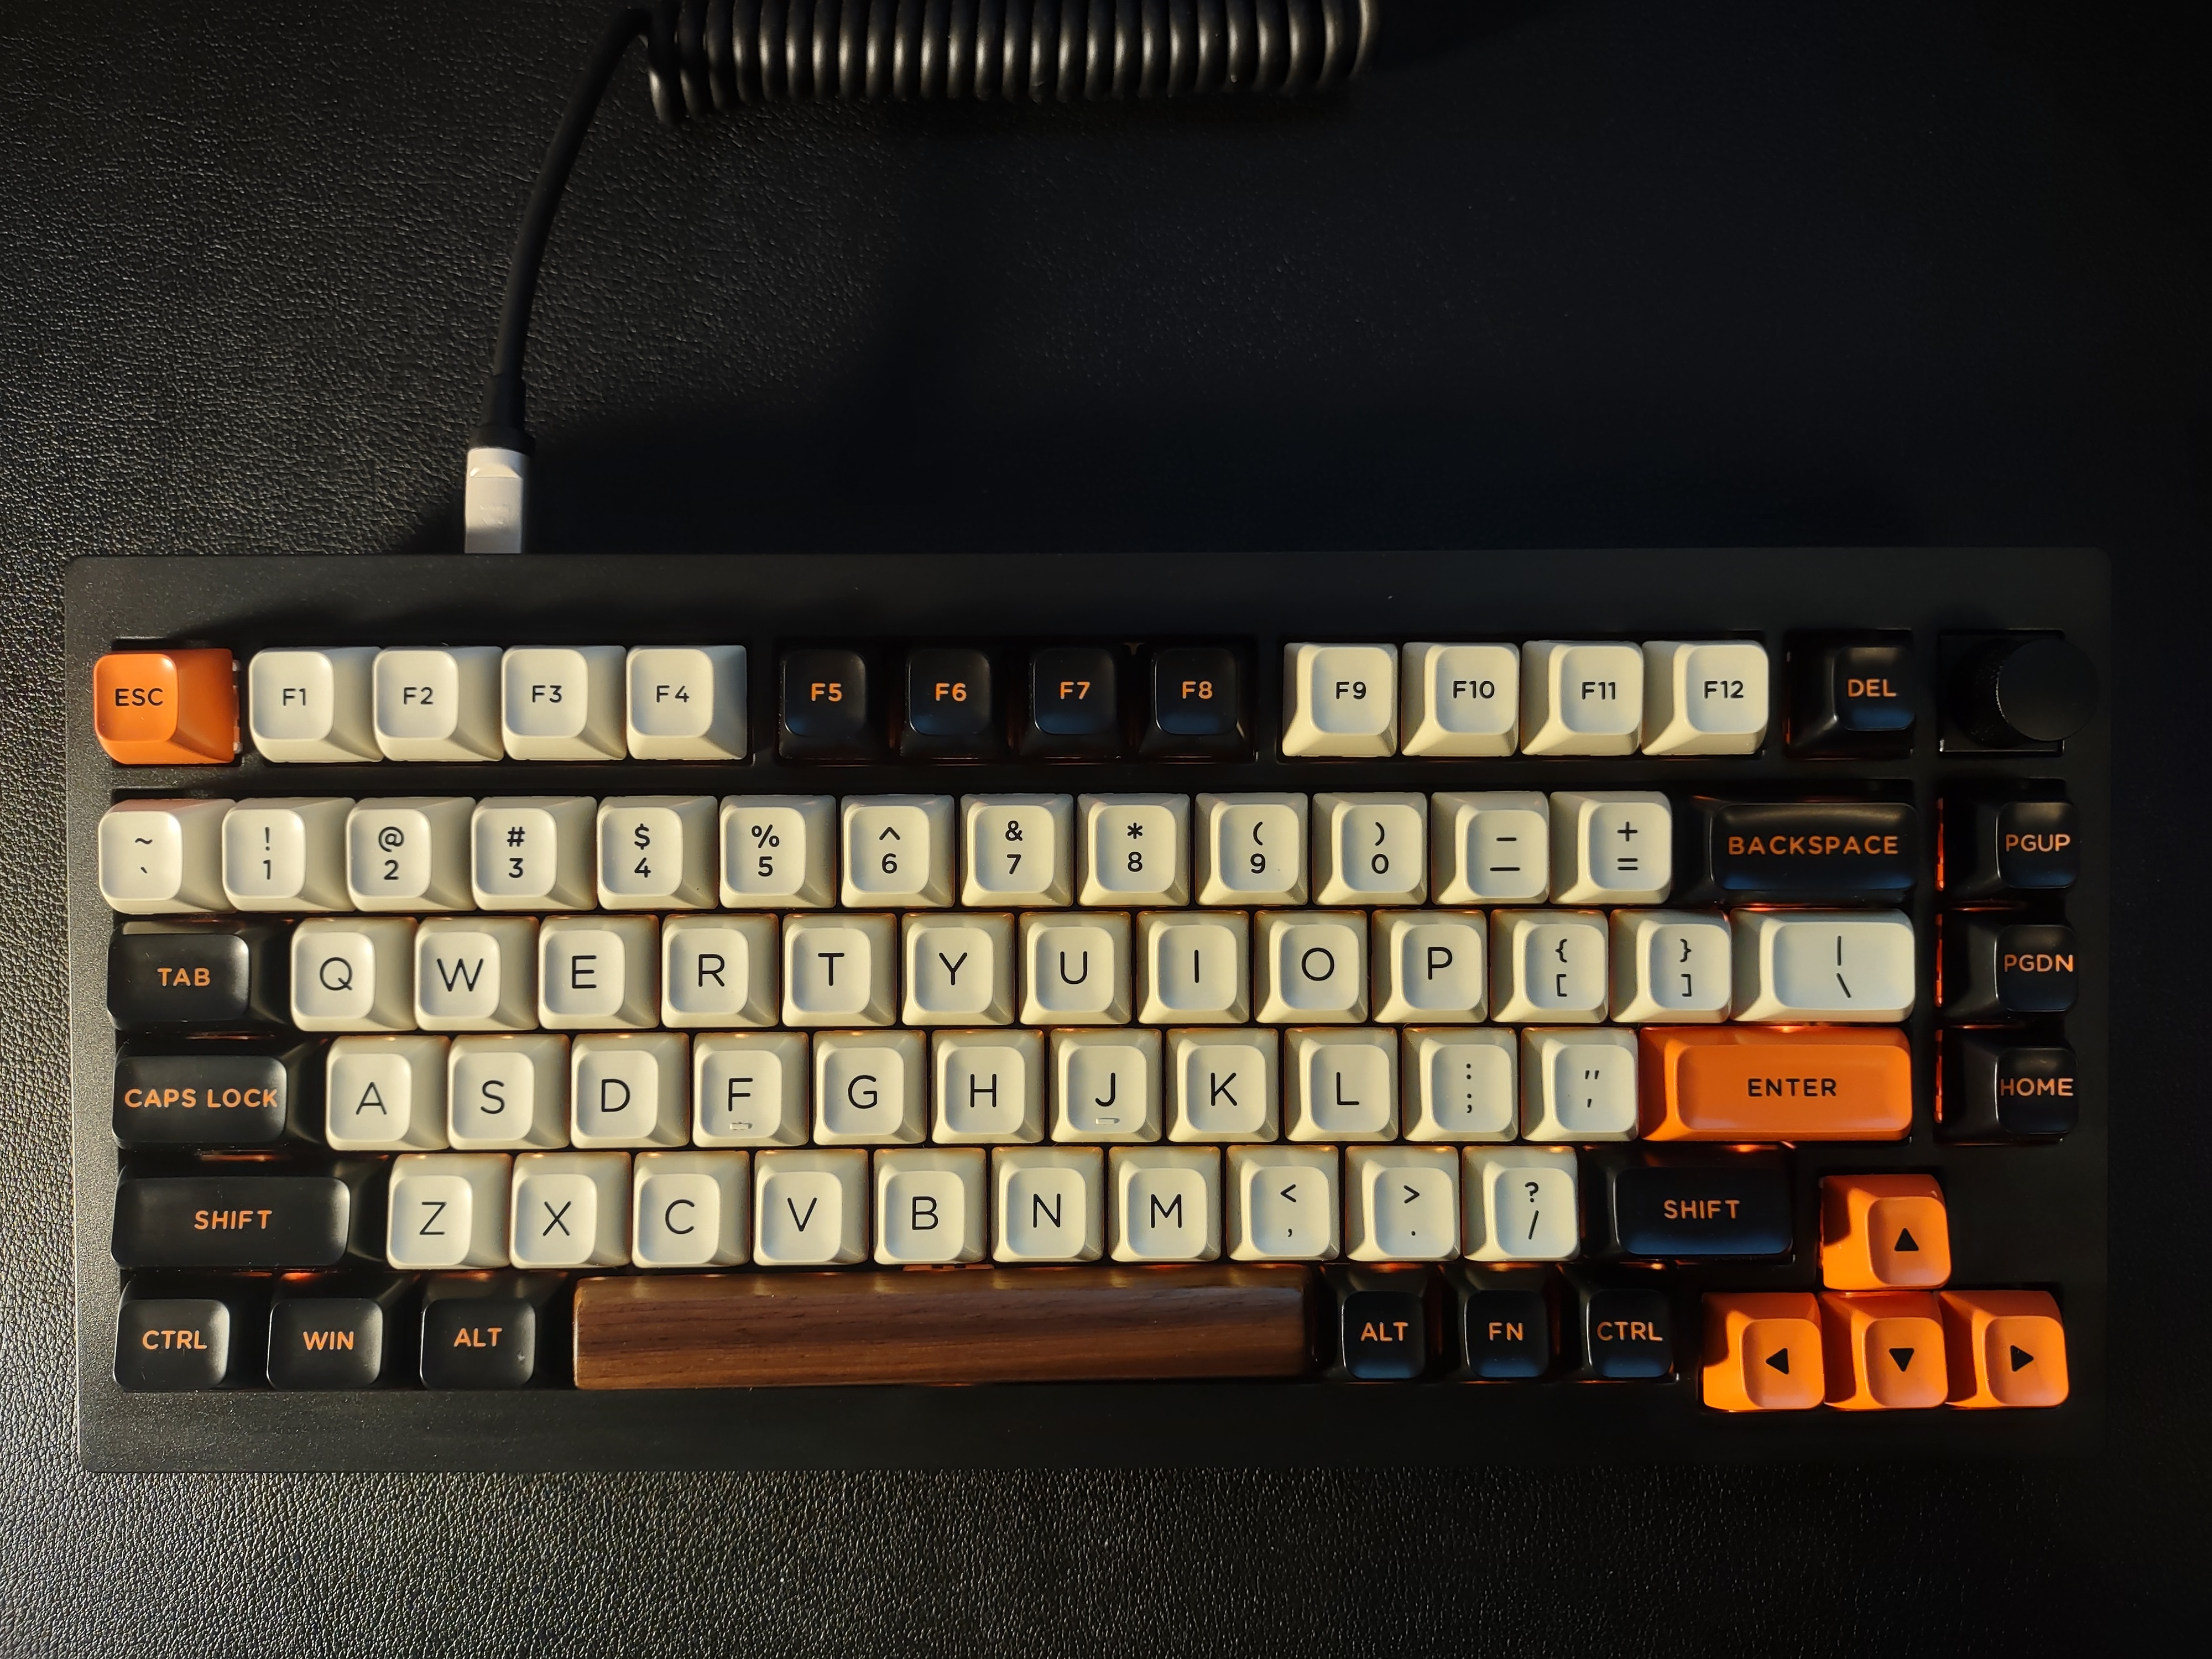 ESC F1 F2 F3 F4 F5 F6 F7 F8 F9 F10 F11 F12 DEL
~ ! @ # $ % ^ & * ( ) – +
` 1 2 3 4 5 6 7 8 9 0 — = BACKSPACE PGUP
TAB Q W E R T Y U I O P { } |
[ ] \ PGDN
CAPS LOCK A S D F G H J K L : " ENTER HOME
; '
SHIFT Z X C V B N M < > ? SHIFT ▲
, . /
CTRL WIN ALT ALT FN CTRL ◀ ▼ ▶